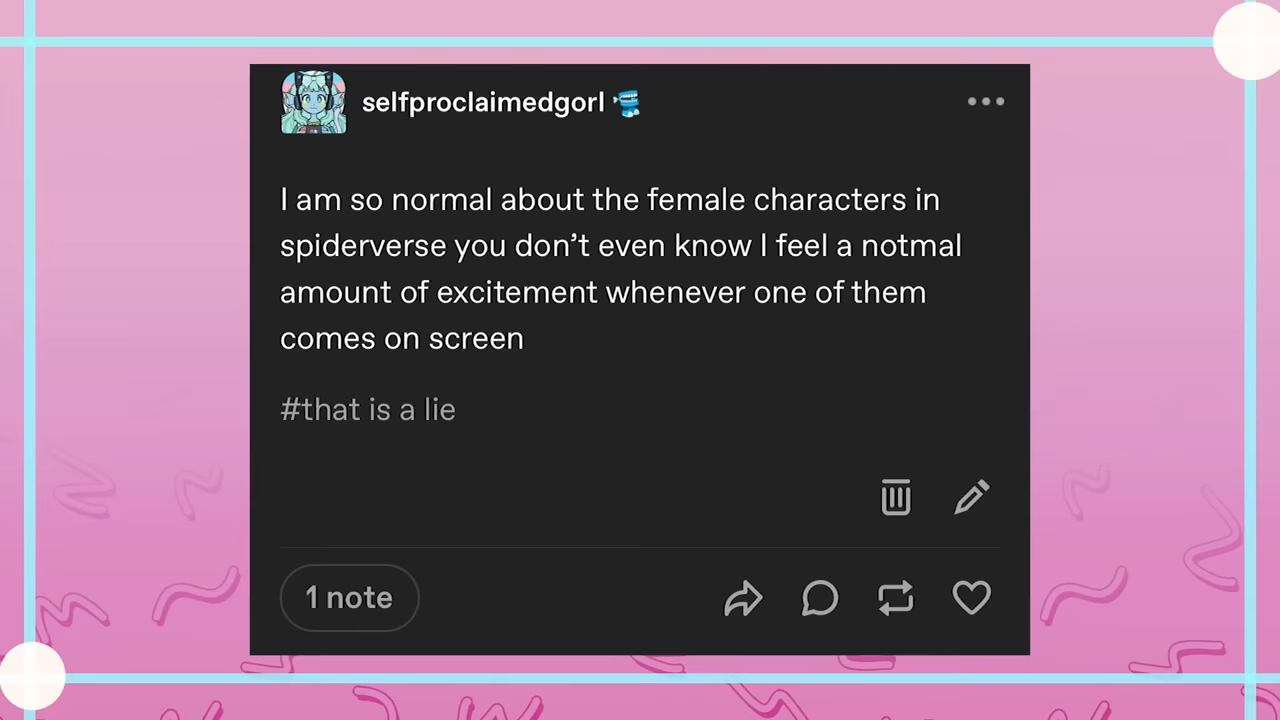 selfproclaimedgorl
I am so normal about the female characters in
spiderverse you don’t even know I feel a notmal
amount of excitement whenever one of them
comes on screen
#that is a lie
1 note